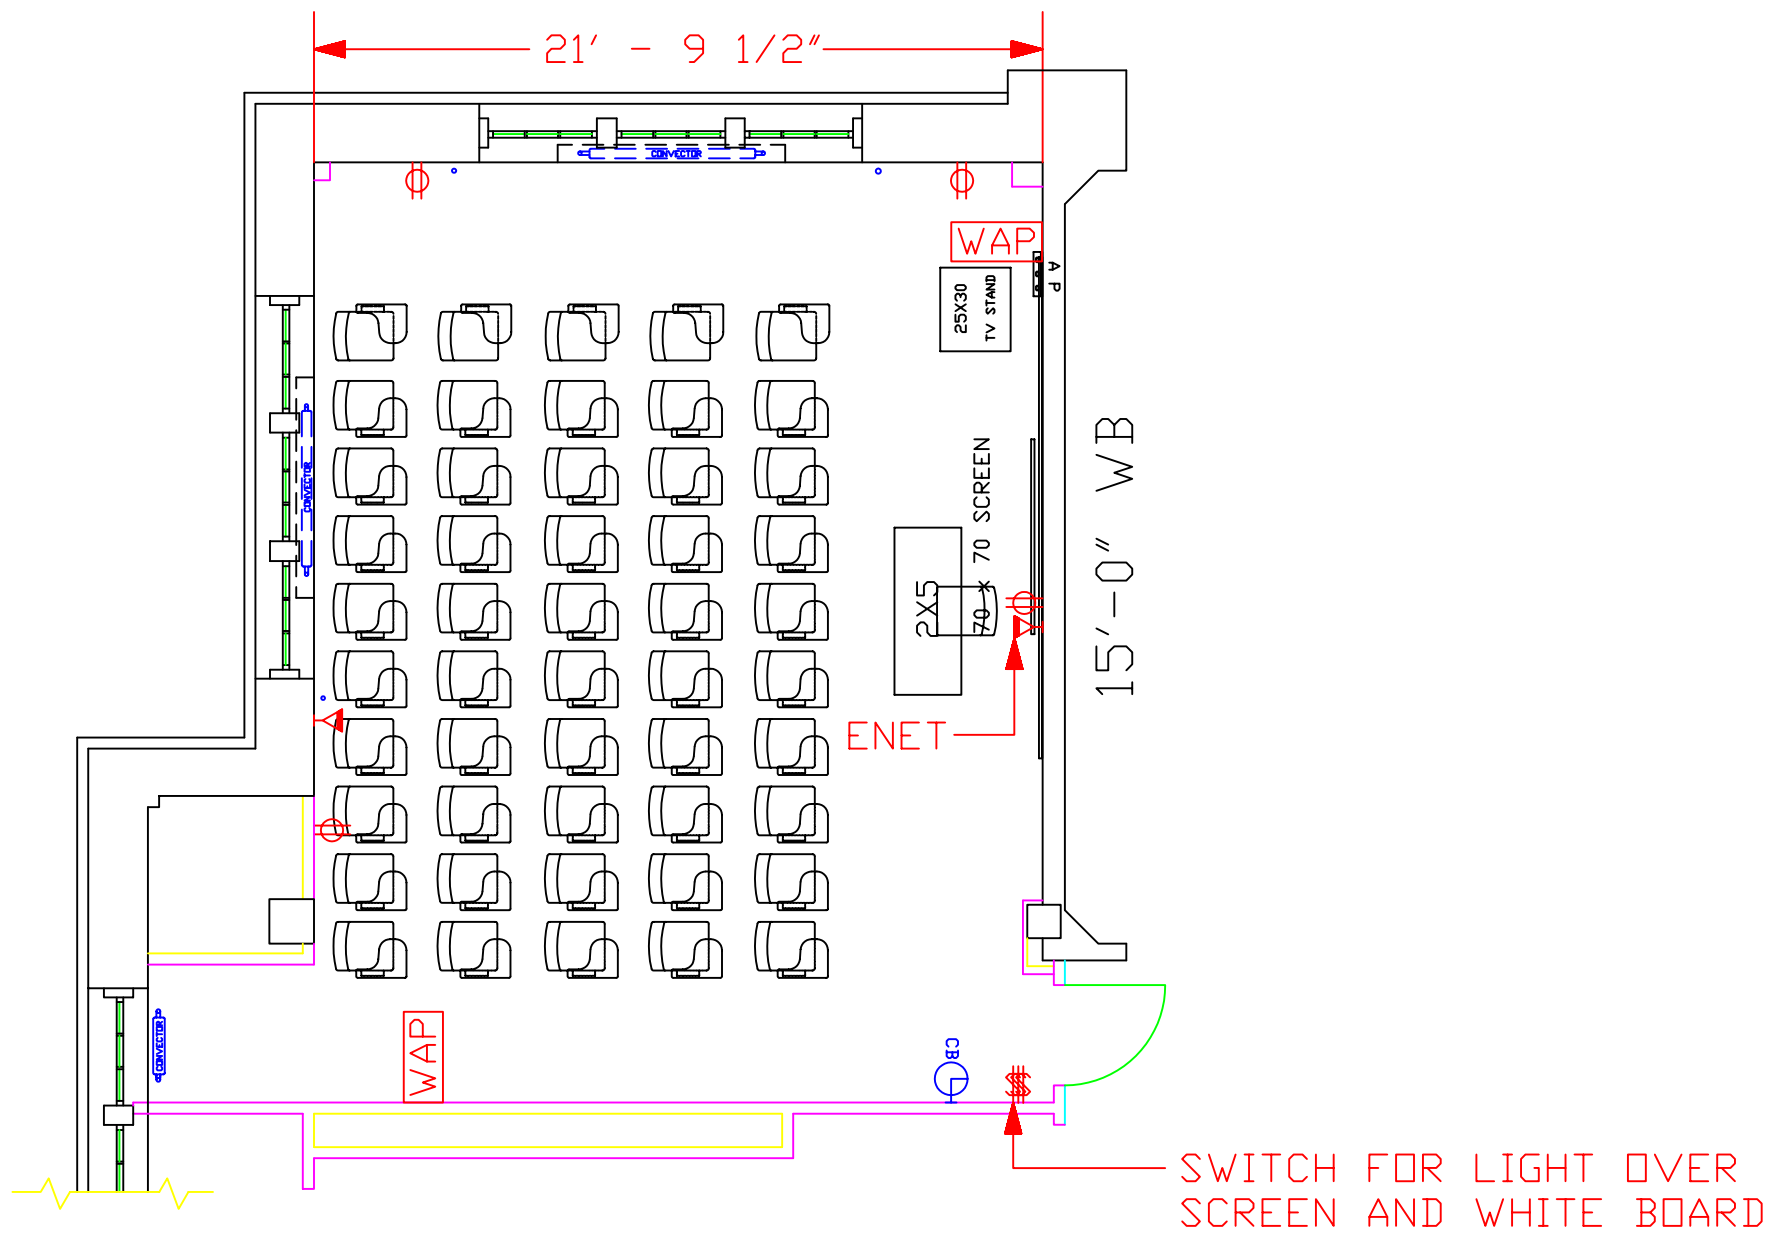 21' - 9 1/2"
CONVECTOR
WAP
A P
25X30
TV STAND
CONVECTOR
70 x 70 SCREEN
2X5
15'-0" WB
ENET
WAP
CONVECTOR
CB
SWITCH FOR LIGHT OVER
SCREEN AND WHITE BOARD